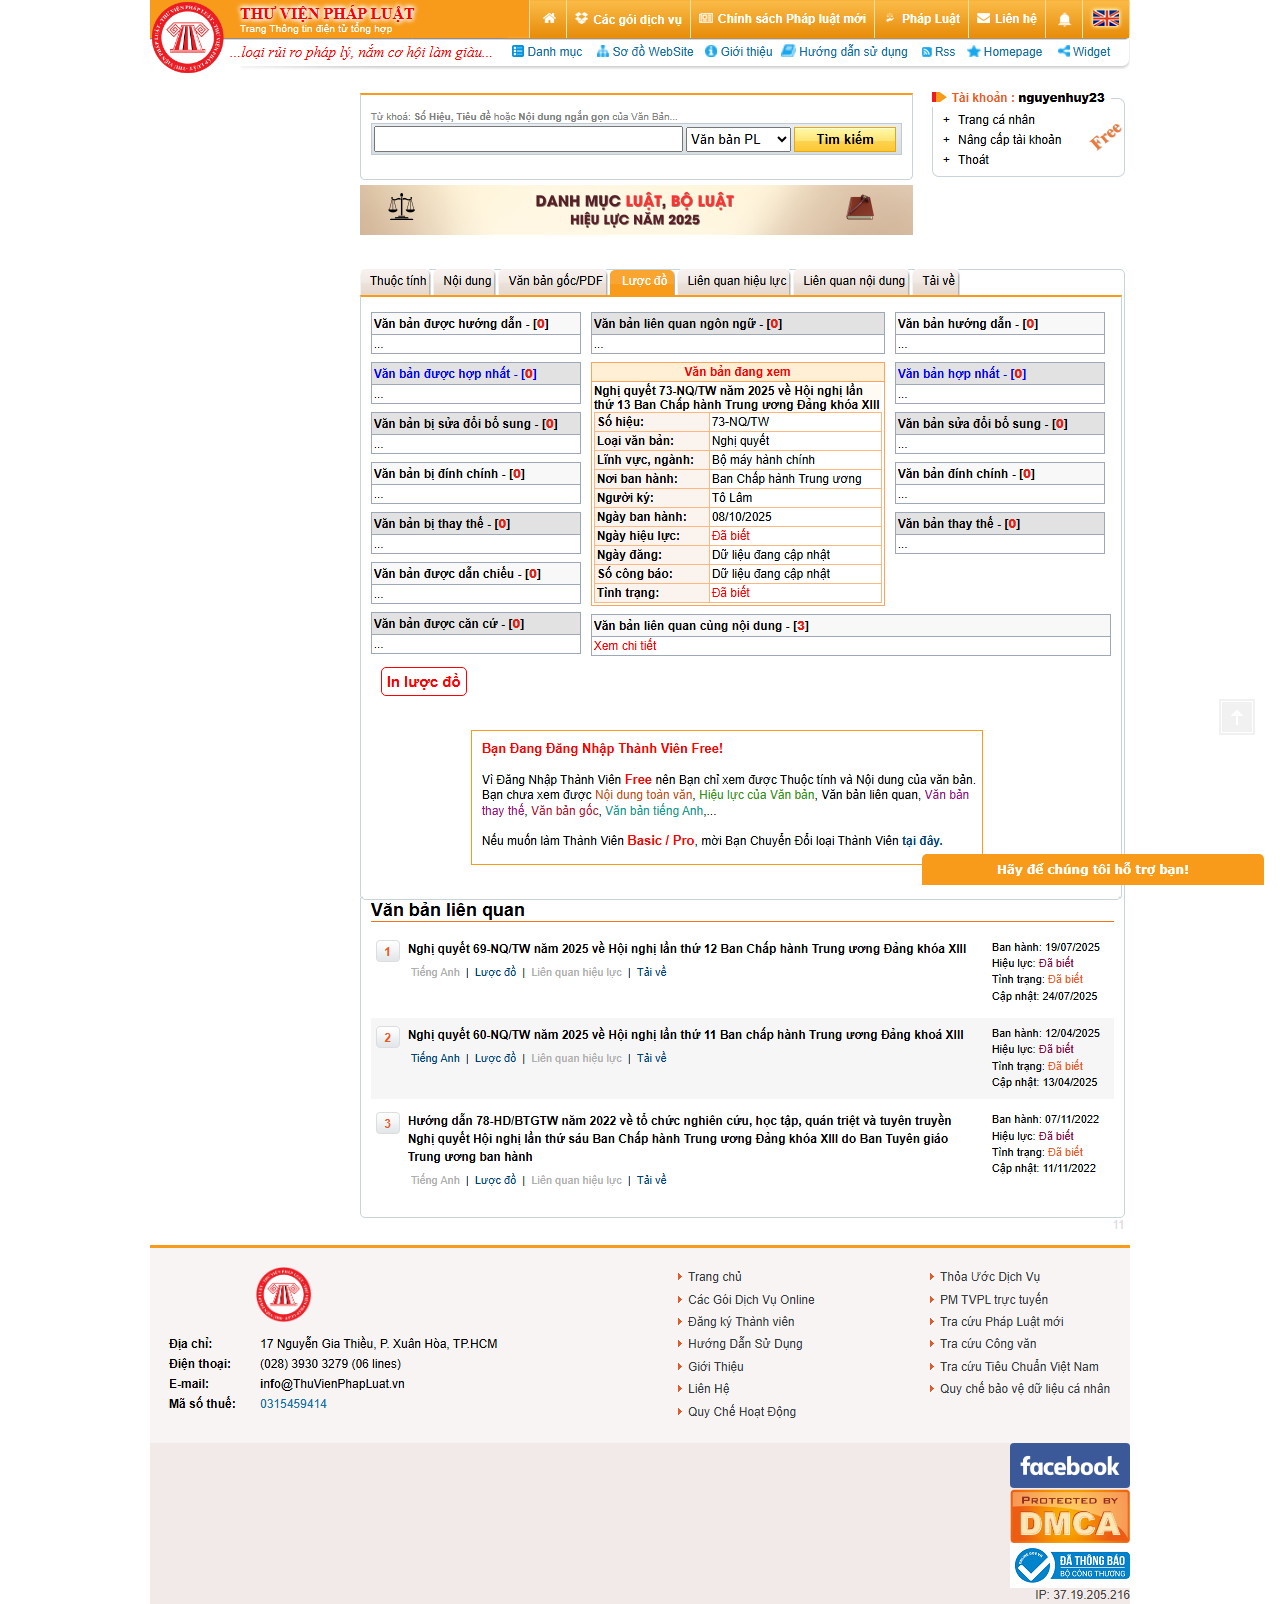 THƯ VIỆN PHÁP LUẬT
Trang Thông tin điện tử tổng hợp
...loại rủi ro pháp lý, nắm cơ hội làm giàu...
Các gói dịch vụ
Chính sách Pháp luật mới
Pháp Luật
Liên hệ
Danh mục
Sơ đồ WebSite
Giới thiệu
Hướng dẫn sử dụng
Rss
Homepage
Widget
Từ khoá: Số Hiệu, Tiêu đề hoặc Nội dung ngắn gọn của Văn Bản...
Văn bản PL
Tìm kiếm
Tài khoản : nguyenhuy23
+ Trang cá nhân
+ Nâng cấp tài khoản
+ Thoát
Free
DANH MỤC LUẬT, BỘ LUẬT
HIỆU LỰC NĂM 2025
Thuộc tính
Nội dung
Văn bản gốc/PDF
Lược đồ
Liên quan hiệu lực
Liên quan nội dung
Tải về
Văn bản được hướng dẫn - [0]
...
Văn bản được hợp nhất - [0]
...
Văn bản bị sửa đổi bổ sung - [0]
...
Văn bản bị đính chính - [0]
...
Văn bản bị thay thế - [0]
...
Văn bản được dẫn chiếu - [0]
...
Văn bản được căn cứ - [0]
...
Văn bản liên quan ngôn ngữ - [0]
...
Văn bản đang xem
Nghị quyết 73-NQ/TW năm 2025 về Hội nghị lần
thứ 13 Ban Chấp hành Trung ương Đảng khóa XIII
Số hiệu: 73-NQ/TW
Loại văn bản: Nghị quyết
Lĩnh vực, ngành: Bộ máy hành chính
Nơi ban hành: Ban Chấp hành Trung ương
Người ký: Tô Lâm
Ngày ban hành: 08/10/2025
Ngày hiệu lực: Đã biết
Ngày đăng: Dữ liệu đang cập nhật
Số công báo: Dữ liệu đang cập nhật
Tình trạng: Đã biết
Văn bản hướng dẫn - [0]
...
Văn bản hợp nhất - [0]
...
Văn bản sửa đổi bổ sung - [0]
...
Văn bản đính chính - [0]
...
Văn bản thay thế - [0]
...
Văn bản liên quan cùng nội dung - [3]
Xem chi tiết
In lược đồ
Bạn Đang Đăng Nhập Thành Viên Free!
Vì Đăng Nhập Thành Viên Free nên Bạn chỉ xem được Thuộc tính và Nội dung của văn bản.
Bạn chưa xem được Nội dung toàn văn, Hiệu lực của Văn bản, Văn bản liên quan, Văn bản
thay thế, Văn bản gốc, Văn bản tiếng Anh,...
Nếu muốn làm Thành Viên Basic / Pro, mời Bạn Chuyển Đổi loại Thành Viên tại đây.
Hãy để chúng tôi hỗ trợ bạn!
Văn bản liên quan
1
Nghị quyết 69-NQ/TW năm 2025 về Hội nghị lần thứ 12 Ban Chấp hành Trung ương Đảng khóa XIII
Tiếng Anh | Lược đồ | Liên quan hiệu lực | Tải về
Ban hành: 19/07/2025
Hiệu lực: Đã biết
Tình trạng: Đã biết
Cập nhật: 24/07/2025
2
Nghị quyết 60-NQ/TW năm 2025 về Hội nghị lần thứ 11 Ban chấp hành Trung ương Đảng khoá XIII
Tiếng Anh | Lược đồ | Liên quan hiệu lực | Tải về
Ban hành: 12/04/2025
Hiệu lực: Đã biết
Tình trạng: Đã biết
Cập nhật: 13/04/2025
3
Hướng dẫn 78-HD/BTGTW năm 2022 về tổ chức nghiên cứu, học tập, quán triệt và tuyên truyền
Nghị quyết Hội nghị lần thứ sáu Ban Chấp hành Trung ương Đảng khóa XIII do Ban Tuyên giáo
Trung ương ban hành
Tiếng Anh | Lược đồ | Liên quan hiệu lực | Tải về
Ban hành: 07/11/2022
Hiệu lực: Đã biết
Tình trạng: Đã biết
Cập nhật: 11/11/2022
11
Địa chỉ: 17 Nguyễn Gia Thiều, P. Xuân Hòa, TP.HCM
Điện thoại: (028) 3930 3279 (06 lines)
E-mail: info@ThuVienPhapLuat.vn
Mã số thuế: 0315459414
Trang chủ
Các Gói Dịch Vụ Online
Đăng ký Thành viên
Hướng Dẫn Sử Dụng
Giới Thiệu
Liên Hệ
Quy Chế Hoạt Động
Thỏa Ước Dịch Vụ
PM TVPL trực tuyến
Tra cứu Pháp Luật mới
Tra cứu Công văn
Tra cứu Tiêu Chuẩn Việt Nam
Quy chế bảo vệ dữ liệu cá nhân
facebook
PROTECTED BY
DMCA
ĐÃ THÔNG BÁO
BỘ CÔNG THƯƠNG
IP: 37.19.205.216